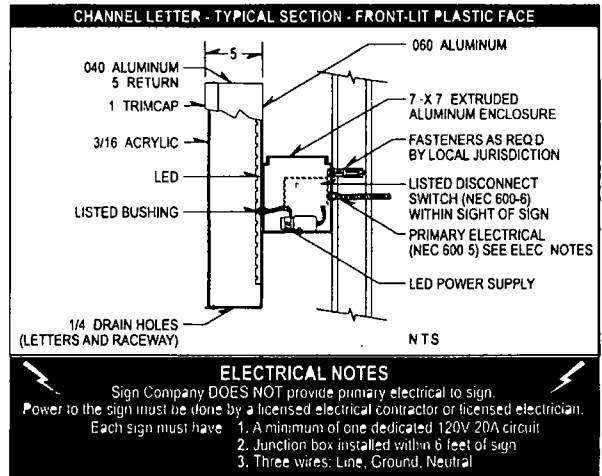 CHANNEL LETTER - TYPICAL SECTION - FRONT-LIT PLASTIC FACE
5
060 ALUMINUM
040 ALUMINUM
5 RETURN
1 TRIMCAP
3/16 ACRYLIC
LED
LISTED BUSHING
7 -X 7 EXTRUDED
ALUMINUM ENCLOSURE
FASTENERS AS REQ'D
BY LOCAL JURISDICTION
LISTED DISCONNECT
SWITCH (NEC 600-6)
WITHIN SIGHT OF SIGN
PRIMARY ELECTRICAL
(NEC 600 5) SEE ELEC NOTES
LED POWER SUPPLY
1/4 DRAIN HOLES
(LETTERS AND RACEWAY)
NTS
ELECTRICAL NOTES
Sign Company DOES NOT provide primary electrical to sign.
Power to the sign must be done by a licensed electrical contractor or licensed electrician.
Each sign must have 1. A minimum of one dedicated 120V 20A circuit
2. Junction box installed within 6 feet of sign
3. Three wires: Line, Ground, Neutral